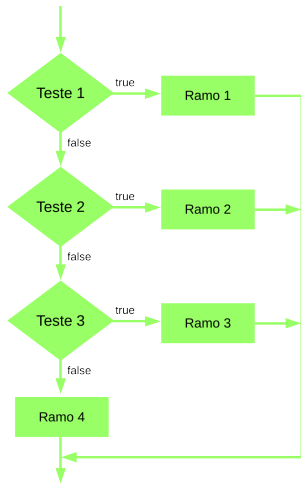 true
Teste 1
Ramo 1
false
true
Teste 2
Ramo 2
false
true
Teste 3
Ramo 3
false
Ramo 4